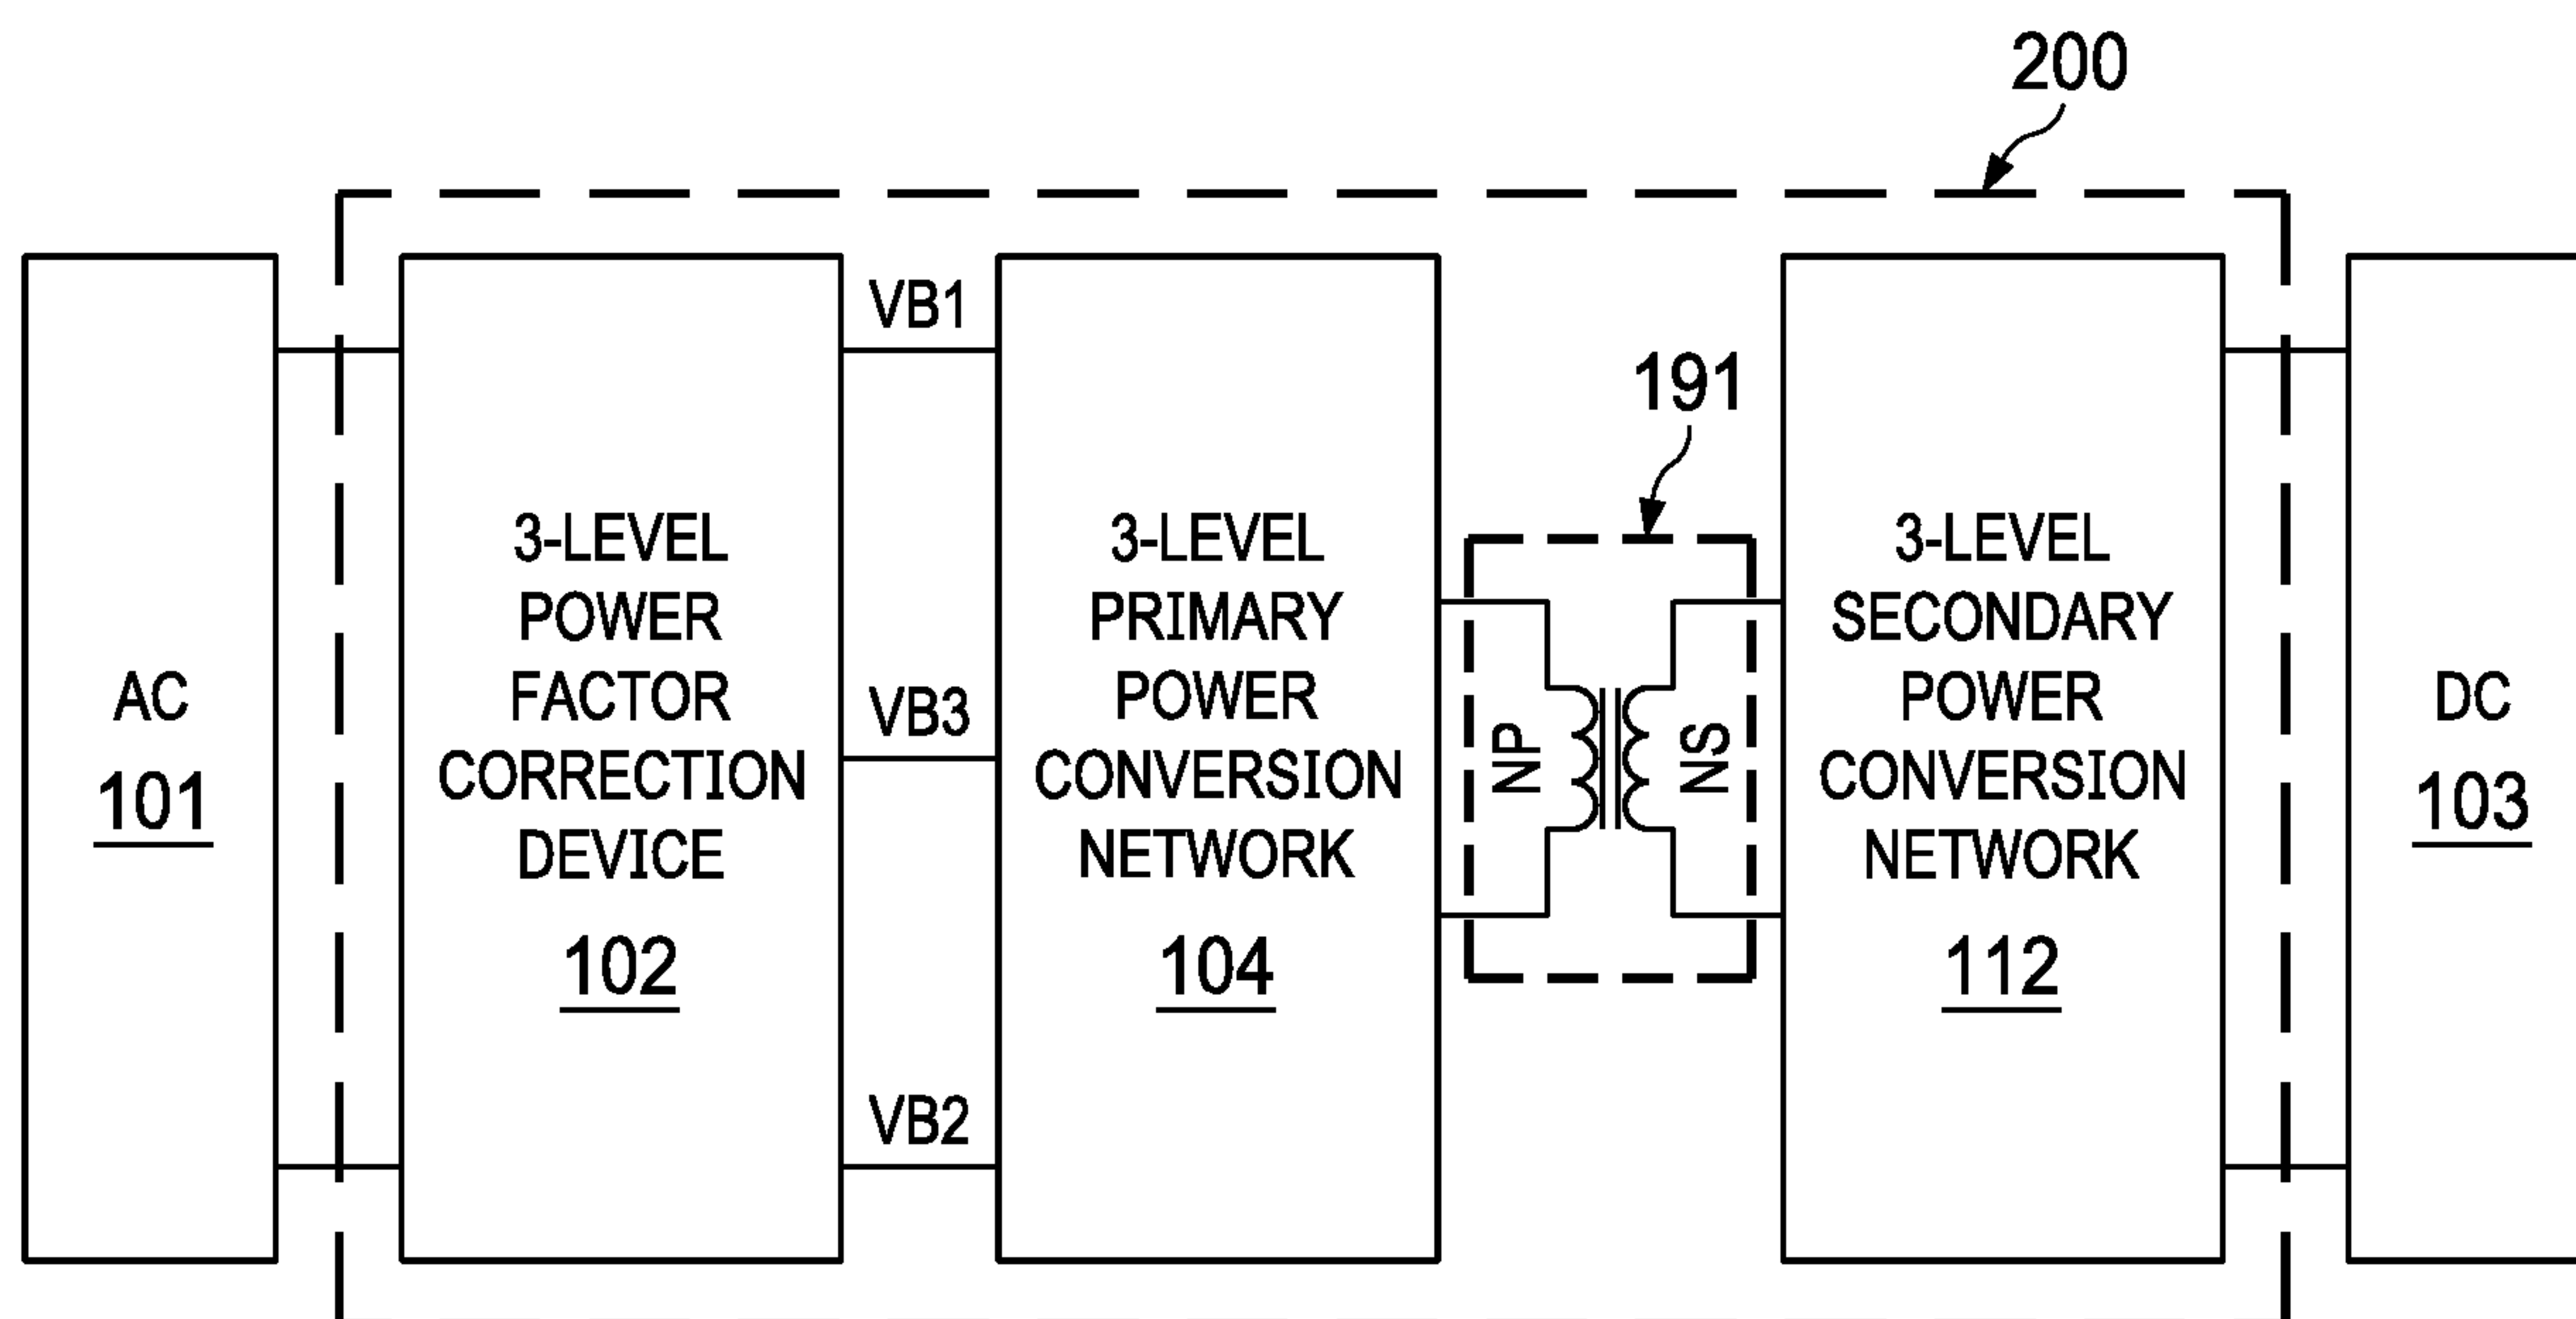 200
191
AC
101
3-LEVEL
POWER
FACTOR
CORRECTION
DEVICE
102
VB1
VB3
VB2
3-LEVEL
PRIMARY
POWER
CONVERSION
NETWORK
104
NP
NS
3-LEVEL
SECONDARY
POWER
CONVERSION
NETWORK
112
DC
103